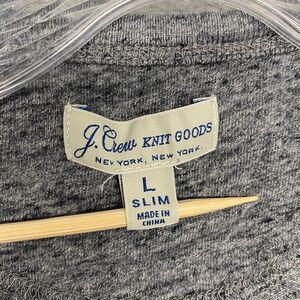 J. Crew KNIT GOODS
NEW YORK, NEW YORK.
L
SLIM
MADE IN
CHINA